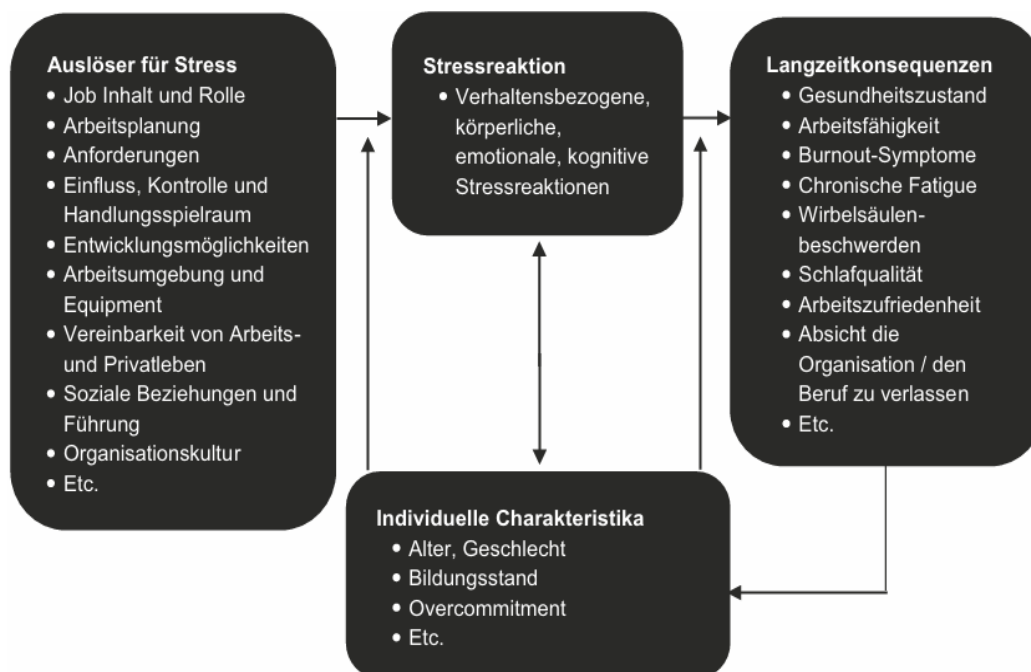 Auslöser für Stress
• Job Inhalt und Rolle
• Arbeitsplanung
• Anforderungen
• Einfluss, Kontrolle und
Handlungsspielraum
• Entwicklungsmöglichkeiten
• Arbeitsumgebung und
Equipment
• Vereinbarkeit von Arbeits-
und Privatleben
• Soziale Beziehungen und
Führung
• Organisationskultur
• Etc.
Stressreaktion
• Verhaltensbezogene,
körperliche,
emotionale, kognitive
Stressreaktionen
Langzeitkonsequenzen
• Gesundheitszustand
• Arbeitsfähigkeit
• Burnout-Symptome
• Chronische Fatigue
• Wirbelsäulen-
beschwerden
• Schlafqualität
• Arbeitszufriedenheit
• Absicht die
Organisation / den
Beruf zu verlassen
• Etc.
Individuelle Charakteristika
• Alter, Geschlecht
• Bildungsstand
• Overcommitment
• Etc.